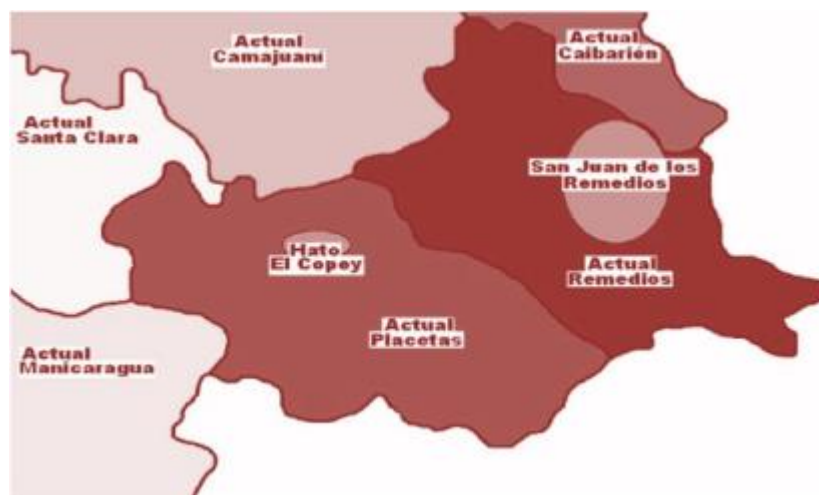 Actual
Camajuaní
Actual
Caibarién
Actual
Santa Clara
San Juan de los
Remedios
Hato
El Copey
Actual
Remedios
Actual
Placetas
Actual
Manicaragua